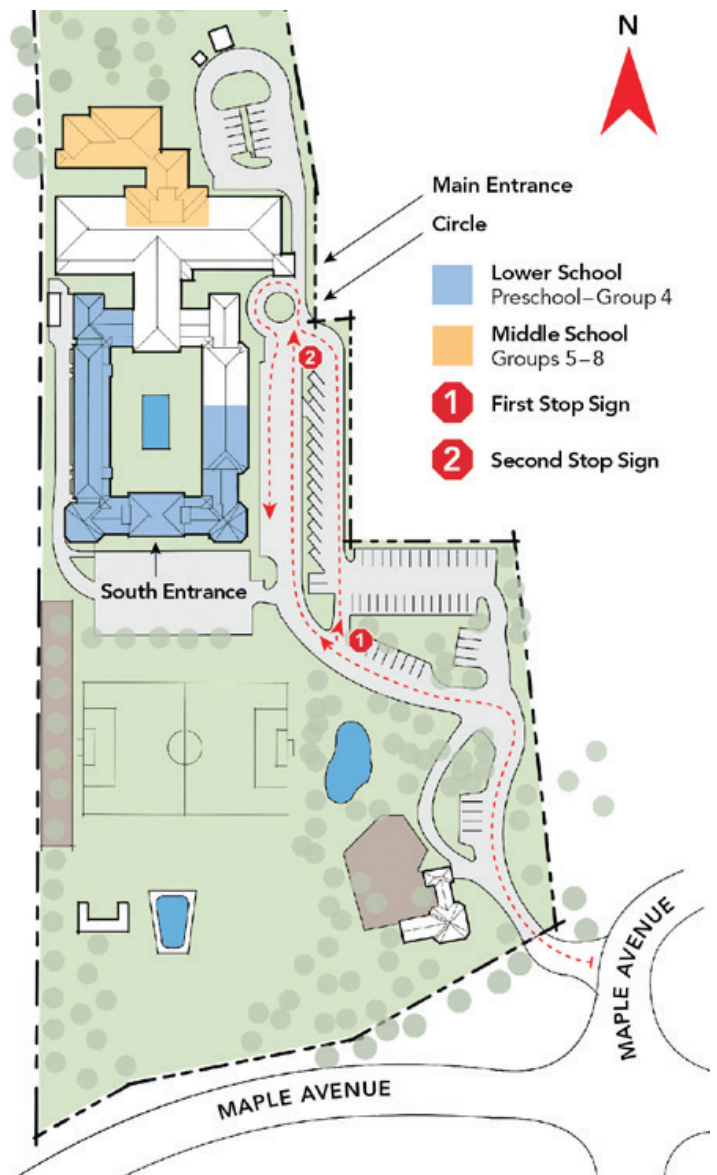 N
Main Entrance
Circle
Lower School
Preschool–Group 4
Middle School
Groups 5–8
1 First Stop Sign
2 Second Stop Sign
2
South Entrance
1
MAPLE AVENUE
MAPLE AVENUE